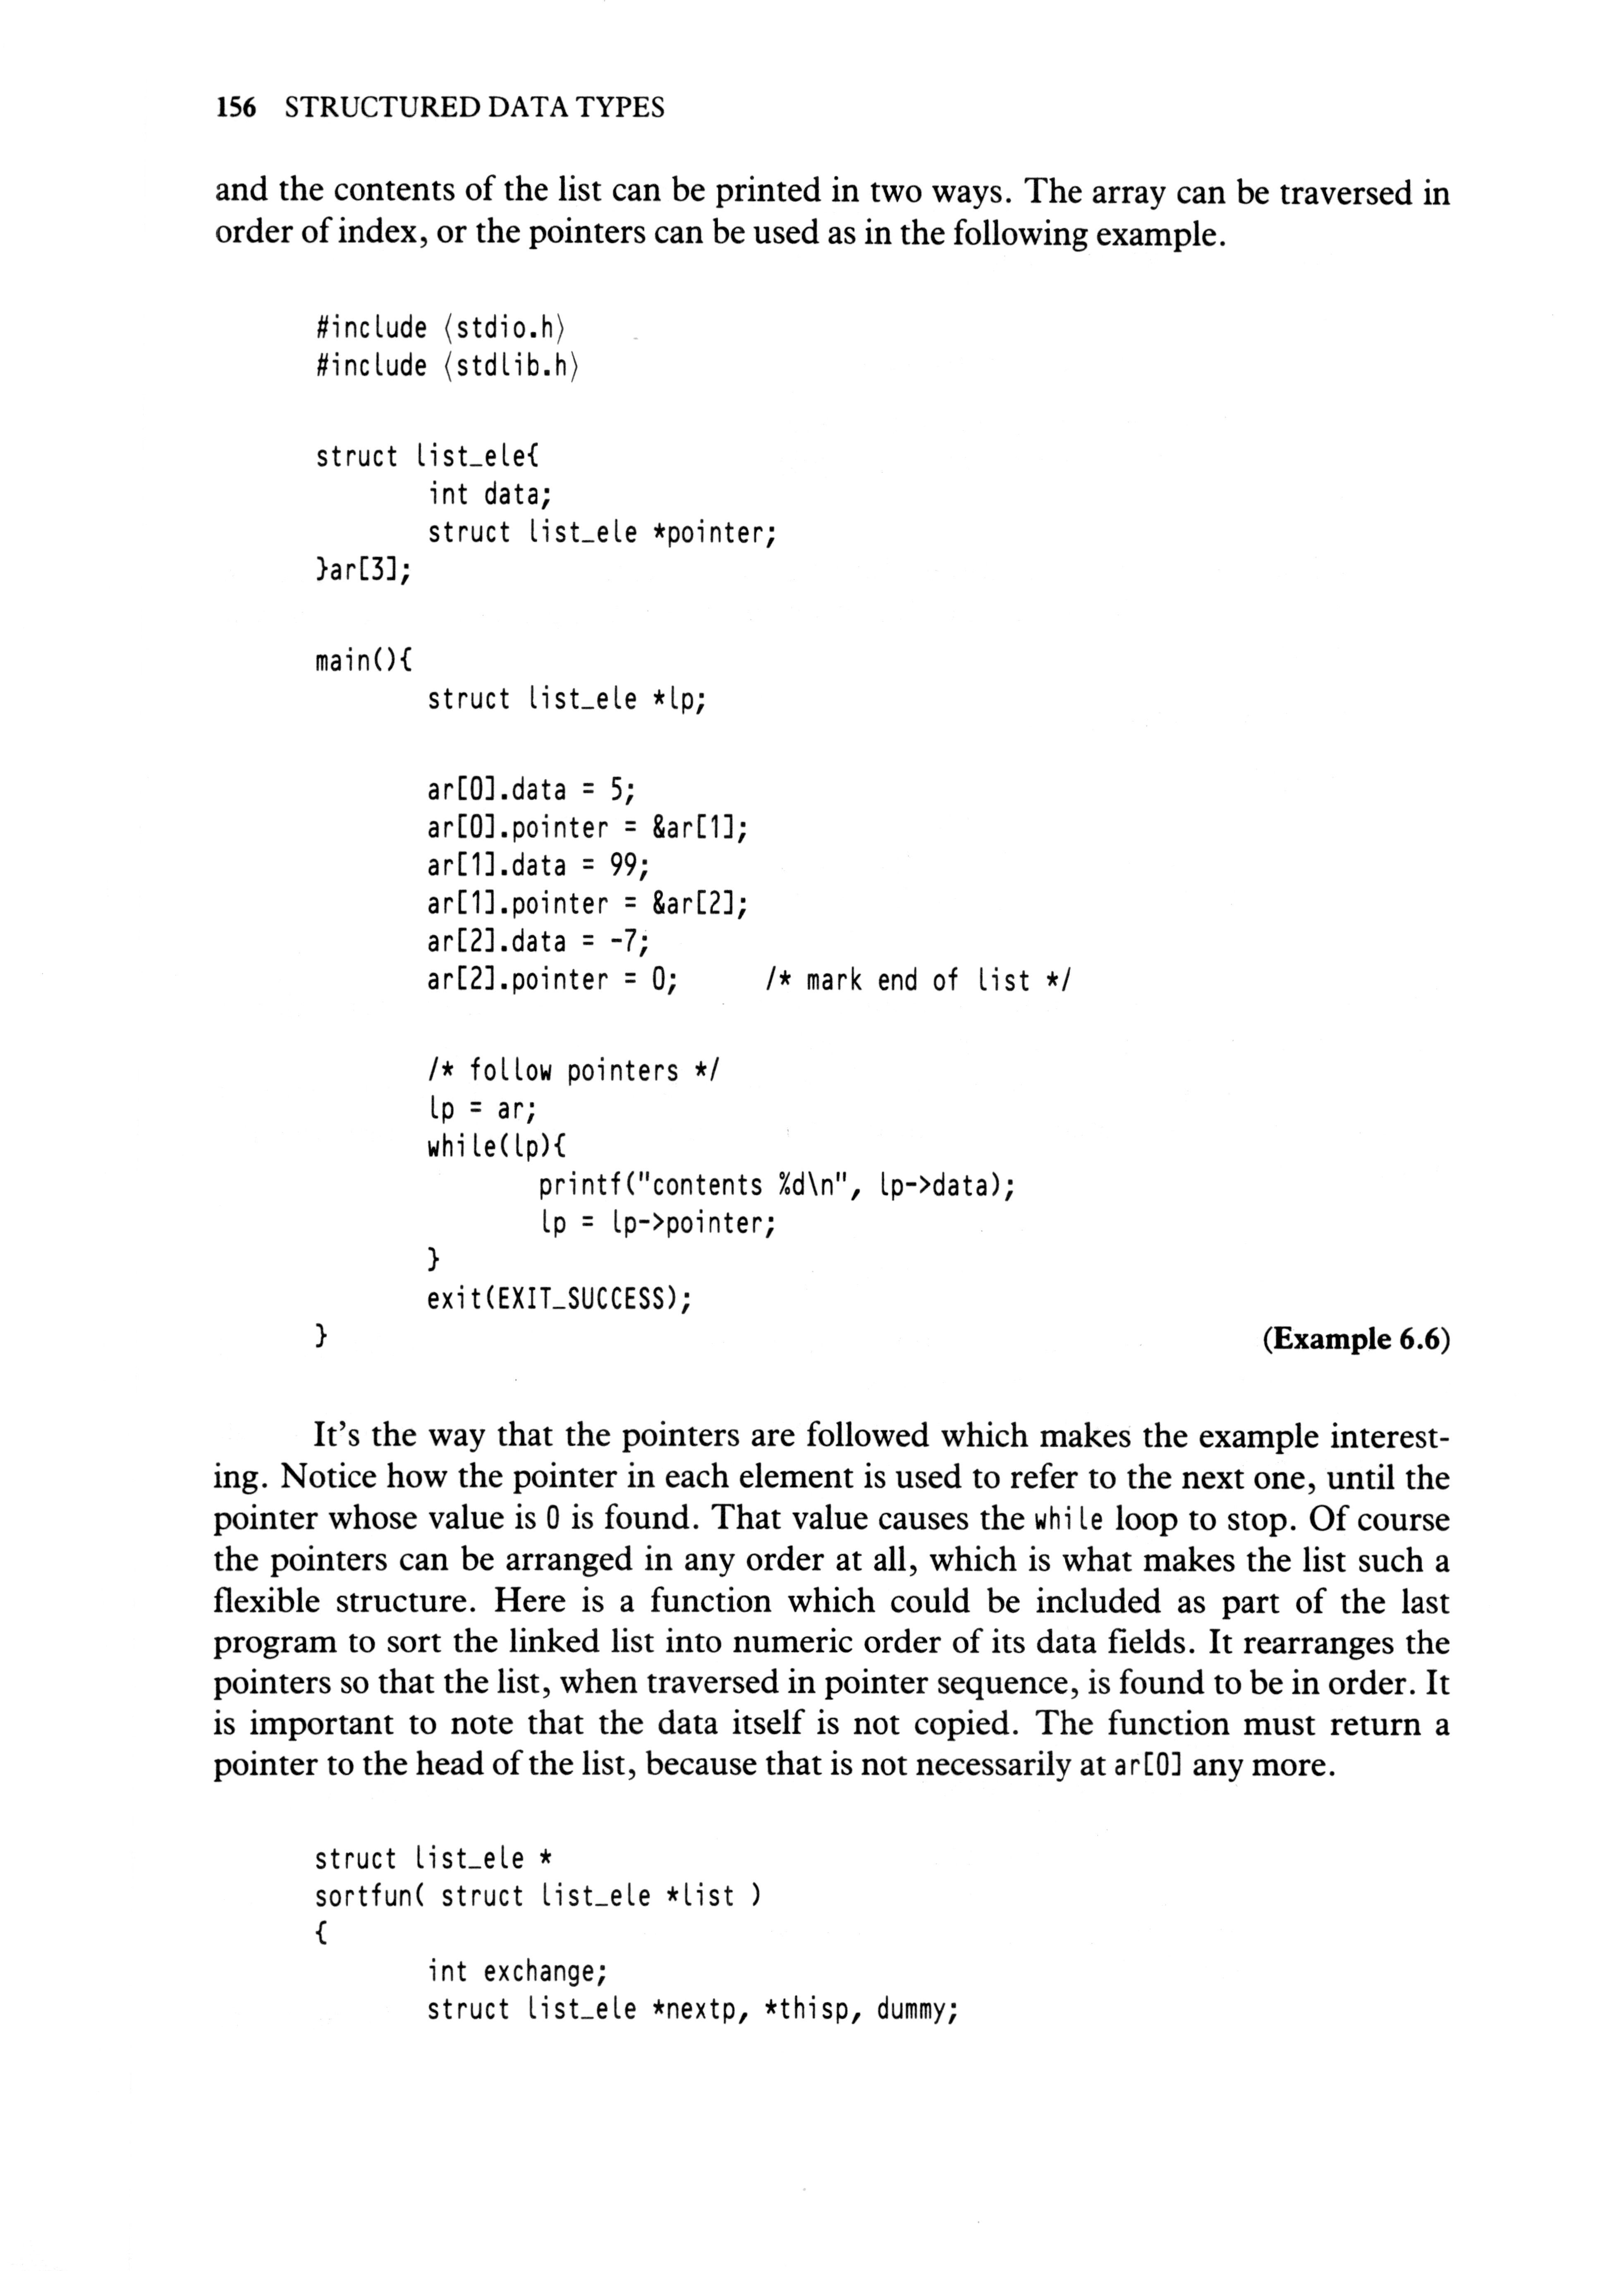 156 STRUCTURED DATA TYPES
and the contents of the list can be printed in two ways. The array can be traversed in
order of index, or the pointers can be used as in the following example.
#include ⟨stdio.h⟩
#include ⟨stdlib.h⟩
struct list_ele{
int data;
struct list_ele *pointer;
}ar[3];
main(){
struct list_ele *lp;
ar[0].data = 5;
ar[0].pointer = &ar[1];
ar[1].data = 99;
ar[1].pointer = &ar[2];
ar[2].data = -7;
ar[2].pointer = 0; /* mark end of list */
/* follow pointers */
lp = ar;
while(lp){
printf("contents %d\n", lp->data);
lp = lp->pointer;
}
exit(EXIT_SUCCESS);
} (Example 6.6)
It's the way that the pointers are followed which makes the example interest-
ing. Notice how the pointer in each element is used to refer to the next one, until the
pointer whose value is 0 is found. That value causes the while loop to stop. Of course
the pointers can be arranged in any order at all, which is what makes the list such a
flexible structure. Here is a function which could be included as part of the last
program to sort the linked list into numeric order of its data fields. It rearranges the
pointers so that the list, when traversed in pointer sequence, is found to be in order. It
is important to note that the data itself is not copied. The function must return a
pointer to the head of the list, because that is not necessarily at ar[0] any more.
struct list_ele *
sortfun( struct list_ele *list )
{
int exchange;
struct list_ele *nextp, *thisp, dummy;